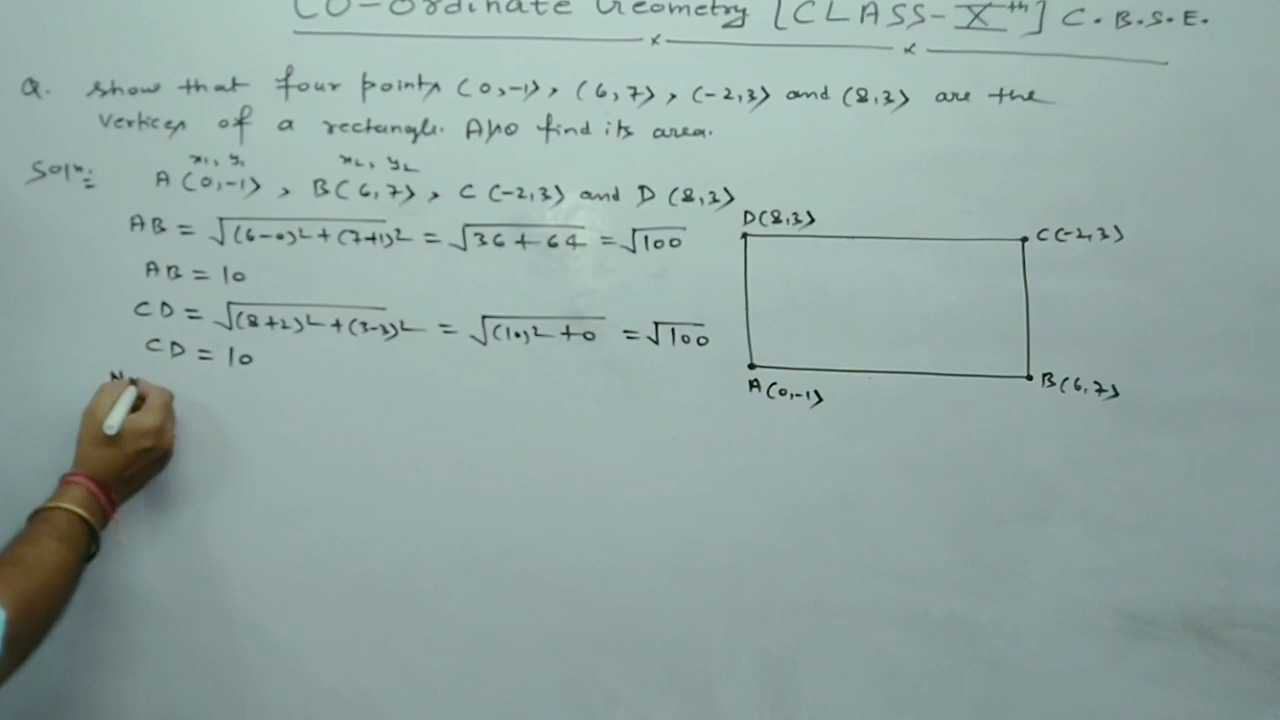 Co-ordinate Geometry [CLASS-Xth] C.B.S.E.
Q. show that four points (0,-1), (6,7), (-2,3) and (8,3) are the
vertices of a rectangle. Also find its area.
x₁, y₁ x₂, y₂
Soln: A (0,-1), B(6,7), C (-2,3) and D (8,3)
AB = √(6-0)²+(7+1)² = √36+64 = √100
AB = 10
CD = √(8+2)²+(3-3)² = √(10)²+0 = √100
CD = 10
D(8,3)
C(-2,3)
A(0,-1)
B(6,7)